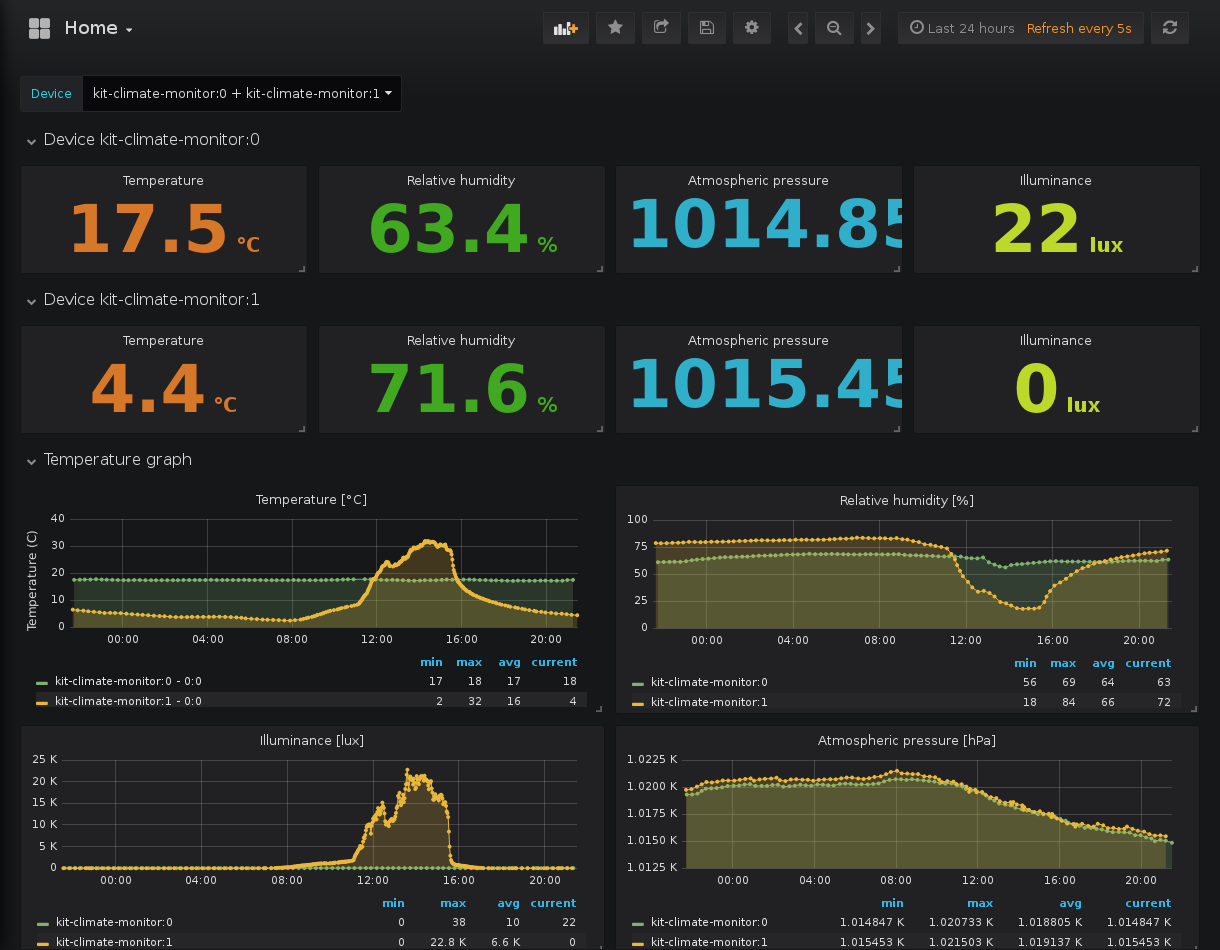 Home
Last 24 hours Refresh every 5s
Device kit-climate-monitor:0 + kit-climate-monitor:1
Device kit-climate-monitor:0
Temperature Relative humidity Atmospheric pressure Illuminance
17.5 °C 63.4 % 1014.85 22 lux
Device kit-climate-monitor:1
Temperature Relative humidity Atmospheric pressure Illuminance
4.4 °C 71.6 % 1015.45 0 lux
Temperature graph
Temperature [°C]
Temperature (C)
40
30
20
10
0
00:00 04:00 08:00 12:00 16:00 20:00
min max avg current
kit-climate-monitor:0 - 0:0 17 18 17 18
kit-climate-monitor:1 - 0:0 2 32 16 4
Relative humidity [%]
100
75
50
25
0
00:00 04:00 08:00 12:00 16:00 20:00
min max avg current
kit-climate-monitor:0 56 69 64 63
kit-climate-monitor:1 18 84 66 72
Illuminance [lux]
25 K
20 K
15 K
10 K
5 K
0
00:00 04:00 08:00 12:00 16:00 20:00
min max avg current
kit-climate-monitor:0 0 38 10 22
kit-climate-monitor:1 0 22.8 K 6.6 K 0
Atmospheric pressure [hPa]
1.0225 K
1.0200 K
1.0175 K
1.0150 K
1.0125 K
00:00 04:00 08:00 12:00 16:00 20:00
min max avg current
kit-climate-monitor:0 1.014847 K 1.020733 K 1.018805 K 1.014847 K
kit-climate-monitor:1 1.015453 K 1.021503 K 1.019137 K 1.015453 K